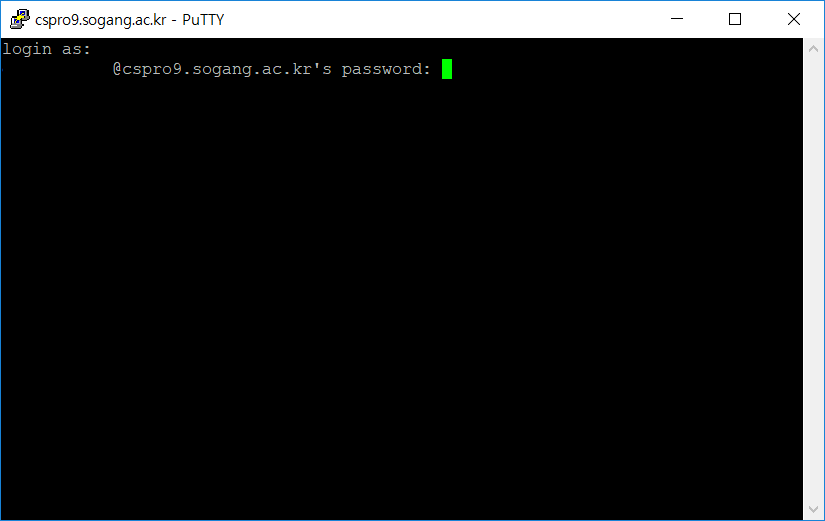 cspro9.sogang.ac.kr - PuTTY
login as:
@cspro9.sogang.ac.kr's password: